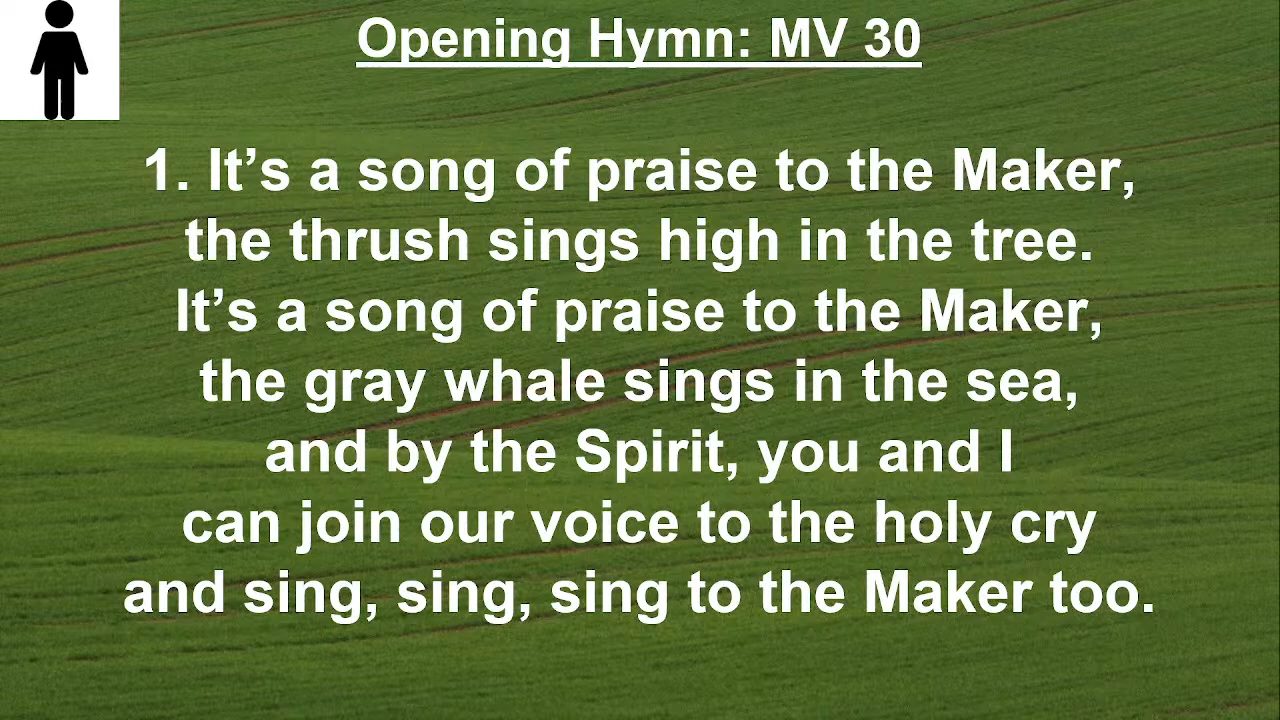 Opening Hymn: MV 30
1. It’s a song of praise to the Maker,
the thrush sings high in the tree.
It’s a song of praise to the Maker,
the gray whale sings in the sea,
and by the Spirit, you and I
can join our voice to the holy cry
and sing, sing, sing to the Maker too.